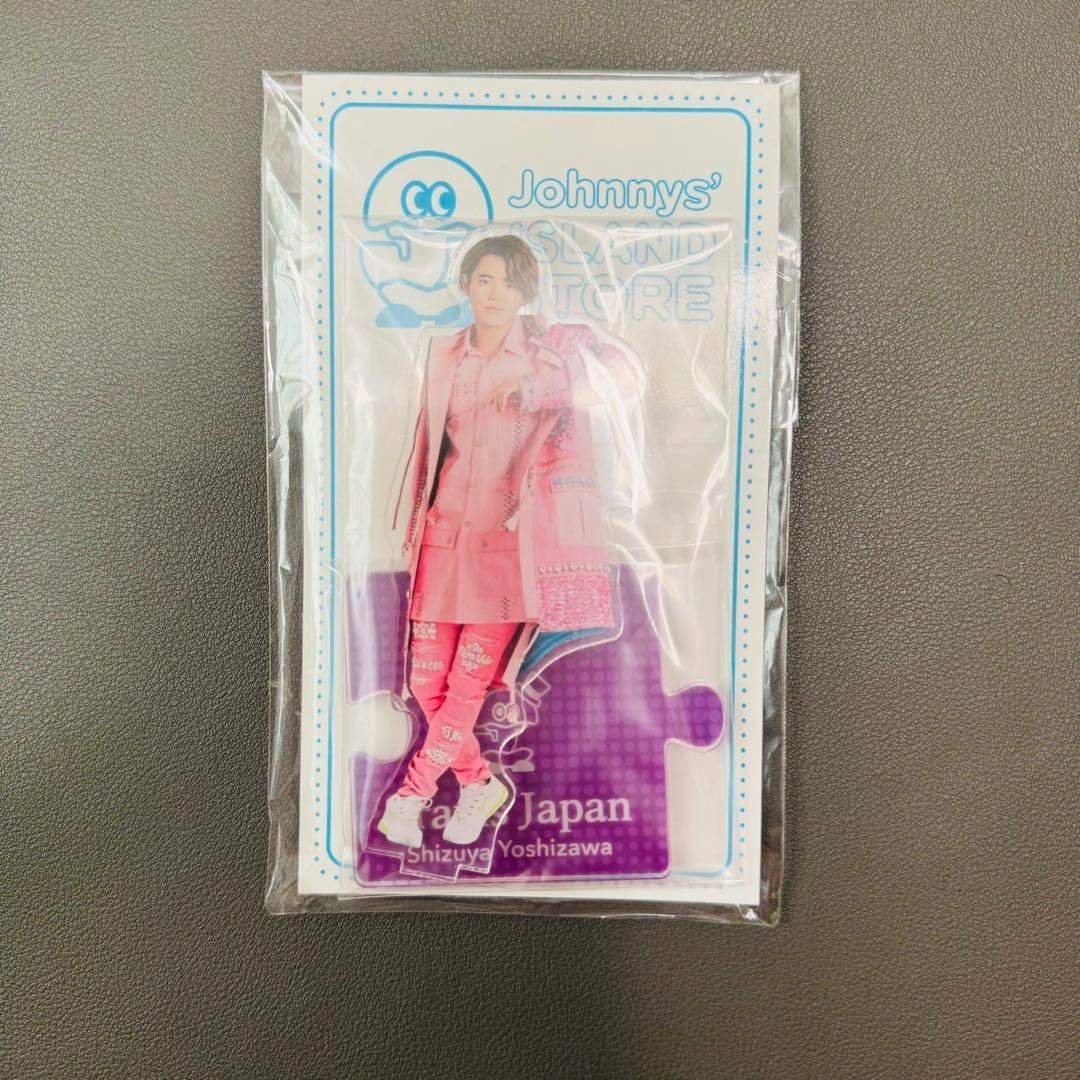 Johnnys'
ISLAND
STORE
Japan
Shizuya Yoshizawa